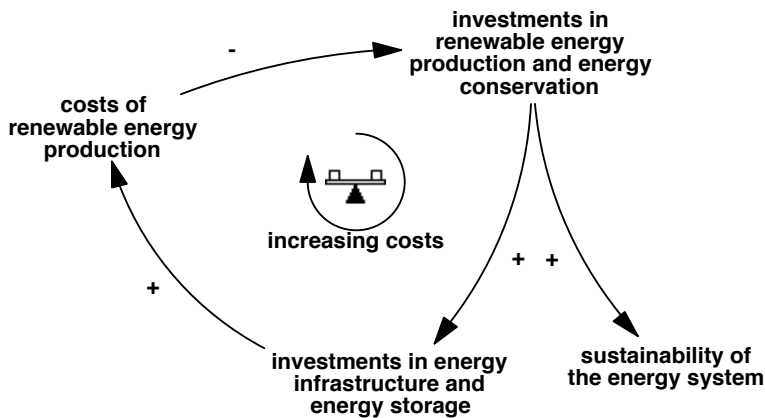 investments in
renewable energy
production and energy
conservation
-
costs of
renewable energy
production
increasing costs
+ +
+
investments in energy
infrastructure and
energy storage
sustainability of
the energy system